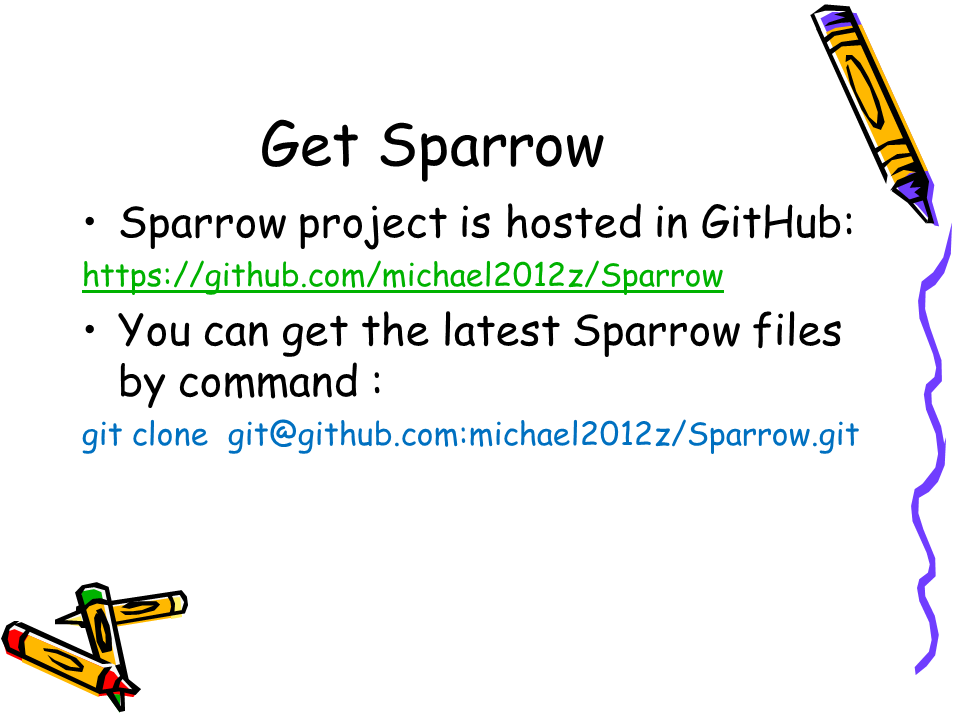 Get Sparrow
• Sparrow project is hosted in GitHub:
https://github.com/michael2012z/Sparrow
• You can get the latest Sparrow files
by command :
git clone  git@github.com:michael2012z/Sparrow.git